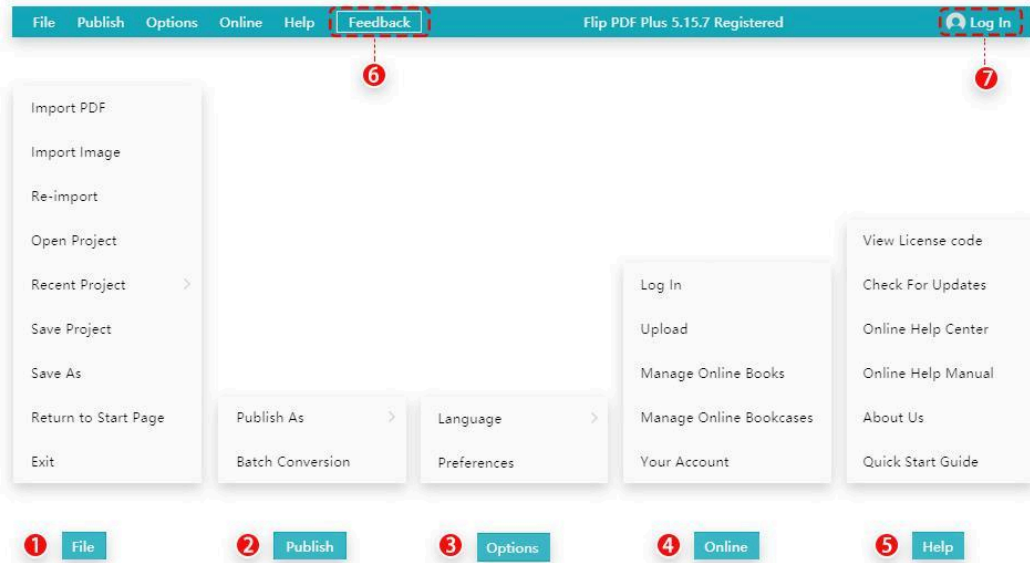 File Publish Options Online Help Feedback Flip PDF Plus 5.15.7 Registered Log In
6
7
Import PDF
Import Image
Re-import
Open Project
Recent Project >
Save Project
Save As
Return to Start Page
Exit
Publish As >
Batch Conversion
Language >
Preferences
Log In
Upload
Manage Online Books
Manage Online Bookcases
Your Account
View License code
Check For Updates
Online Help Center
Online Help Manual
About Us
Quick Start Guide
1 File
2 Publish
3 Options
4 Online
5 Help